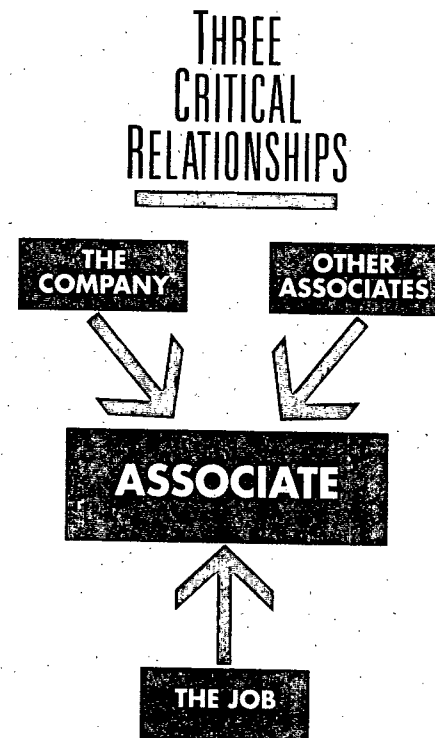 THREE
CRITICAL
RELATIONSHIPS
THE
COMPANY
OTHER
ASSOCIATES
ASSOCIATE
THE JOB